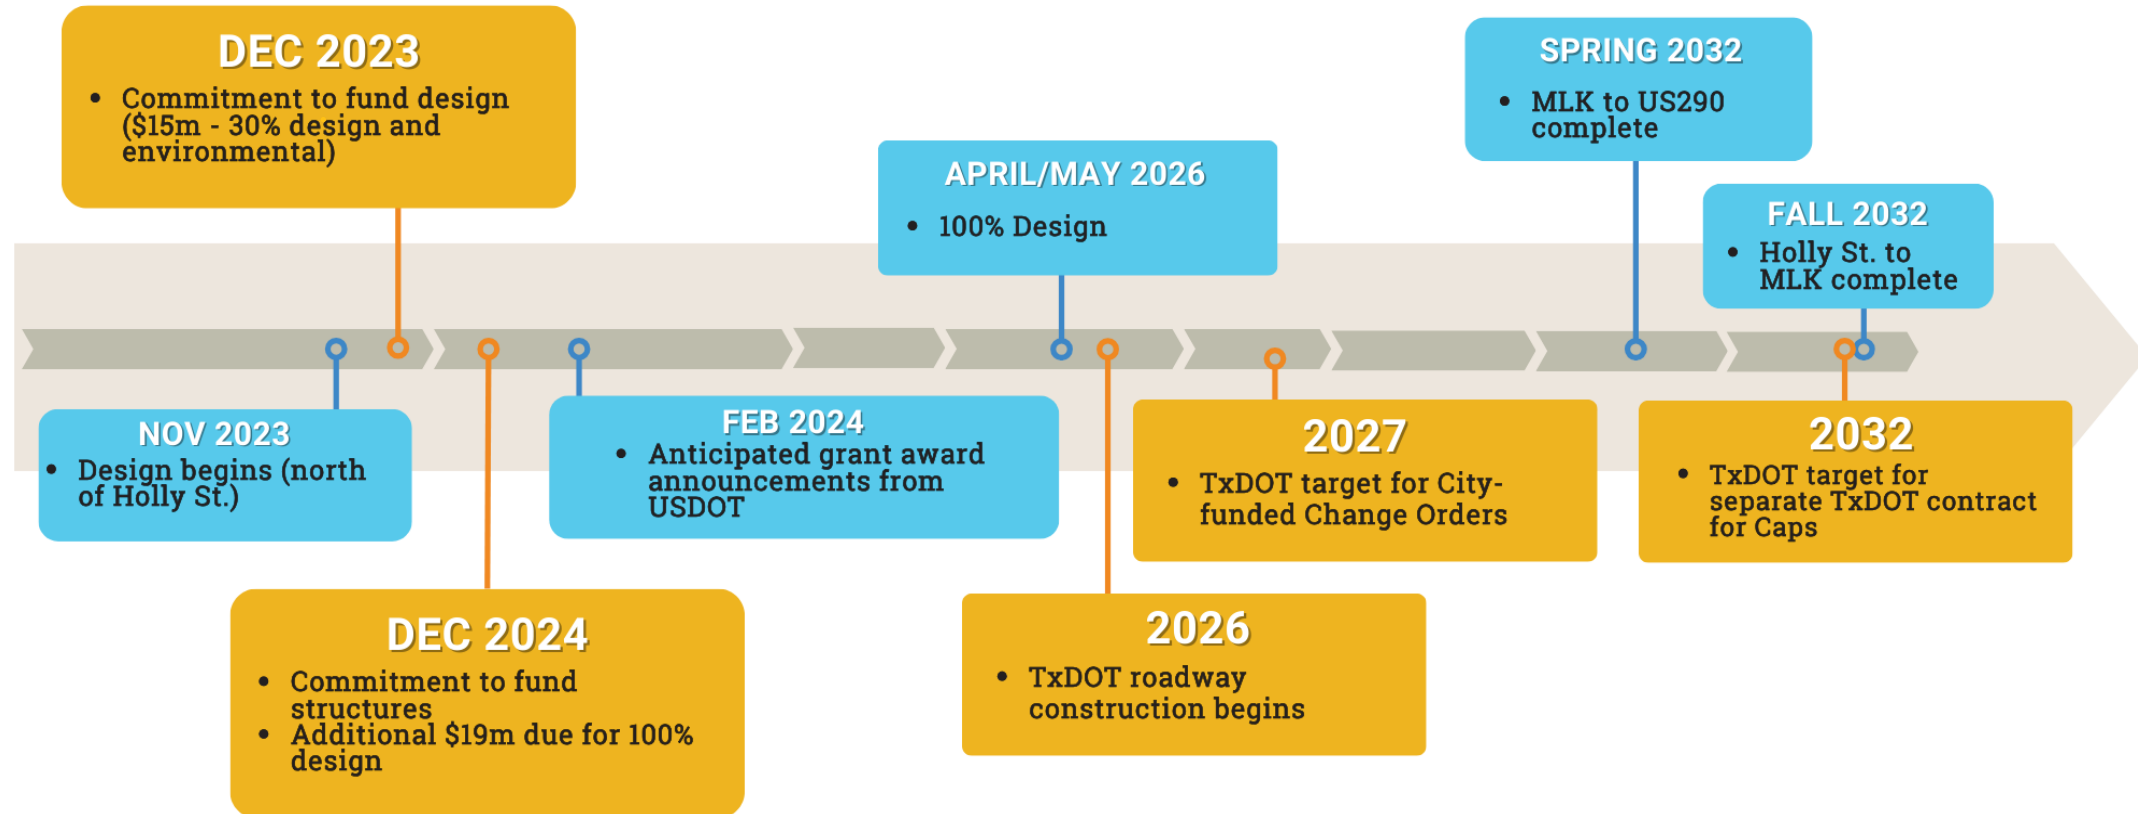 DEC 2023
• Commitment to fund design
($15m - 30% design and
environmental)
SPRING 2032
• MLK to US290
complete
APRIL/MAY 2026
• 100% Design
FALL 2032
• Holly St. to
MLK complete
NOV 2023
• Design begins (north
of Holly St.)
FEB 2024
• Anticipated grant award
announcements from
USDOT
2027
• TxDOT target for City-
funded Change Orders
2032
• TxDOT target for
separate TxDOT contract
for Caps
DEC 2024
• Commitment to fund
structures
• Additional $19m due for 100%
design
2026
• TxDOT roadway
construction begins